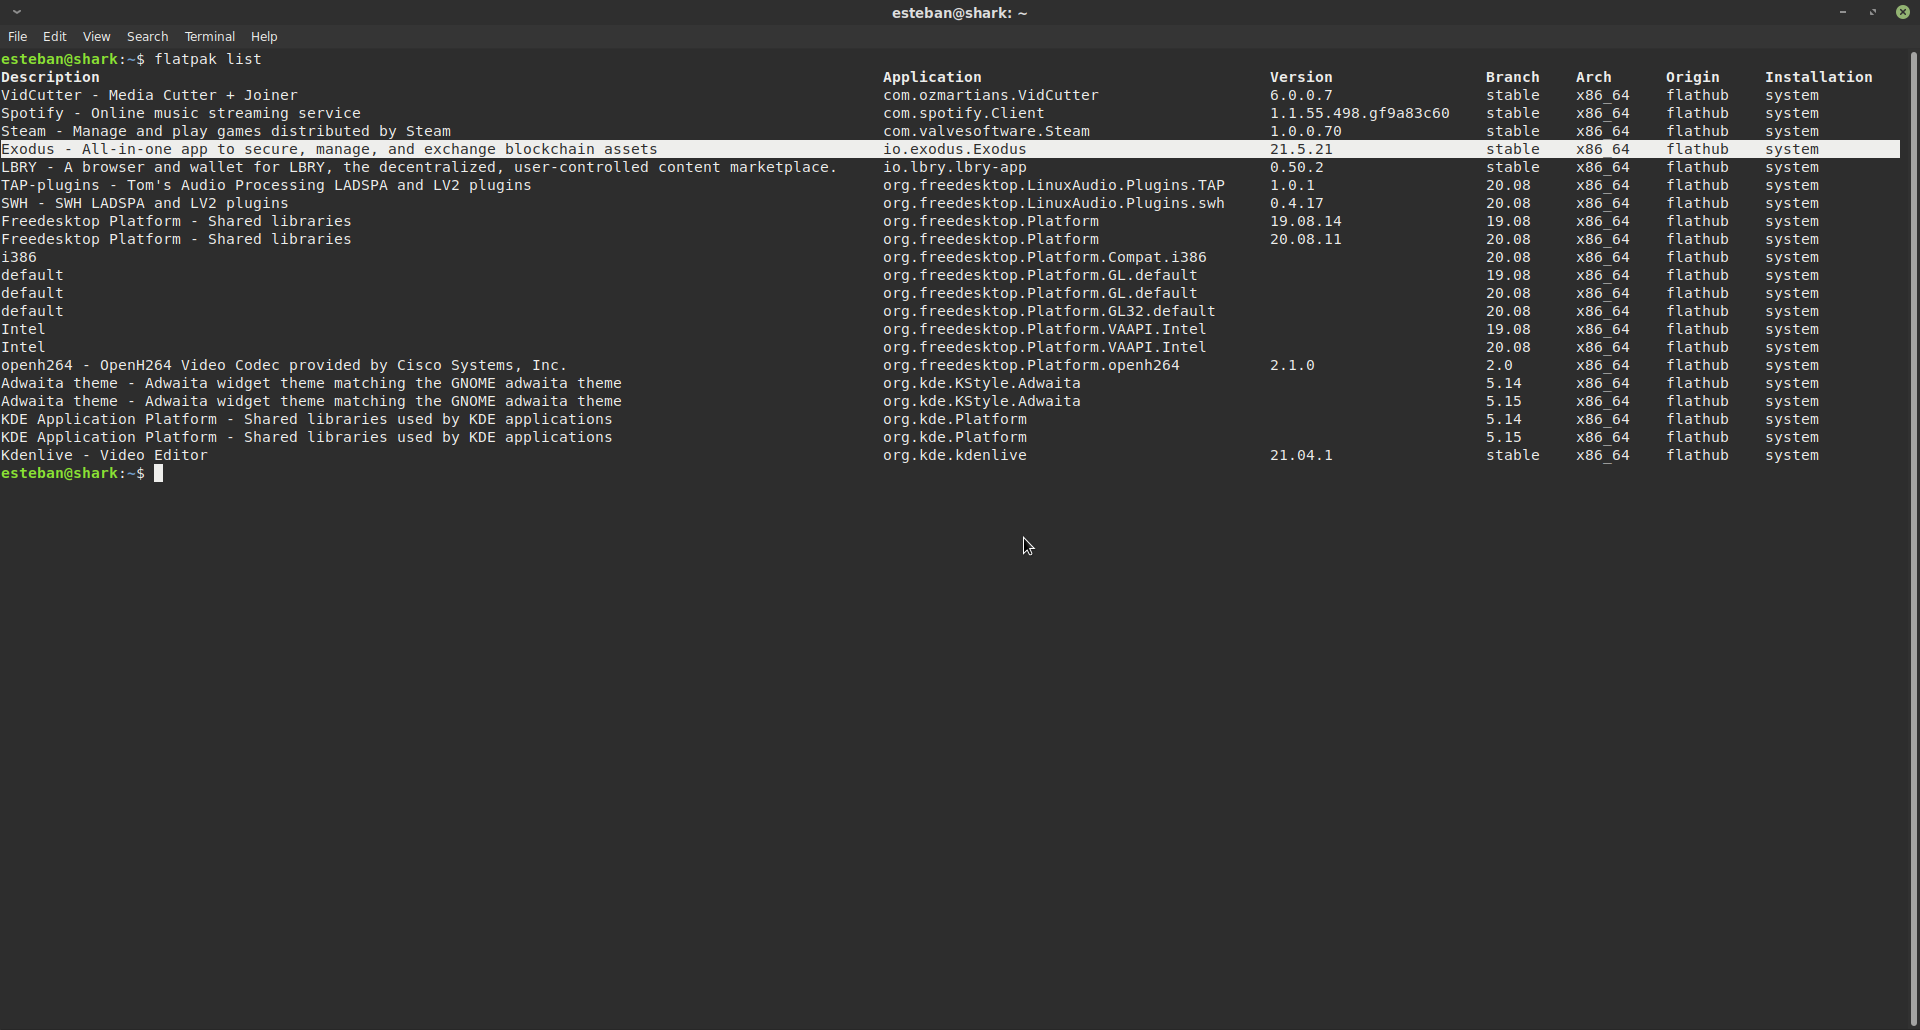 esteban@shark: ~
File Edit View Search Terminal Help
esteban@shark:~$ flatpak list
Description Application Version Branch Arch Origin Installation
VidCutter - Media Cutter + Joiner com.ozmartians.VidCutter 6.0.0.7 stable x86_64 flathub system
Spotify - Online music streaming service com.spotify.Client 1.1.55.498.gf9a83c60 stable x86_64 flathub system
Steam - Manage and play games distributed by Steam com.valvesoftware.Steam 1.0.0.70 stable x86_64 flathub system
Exodus - All-in-one app to secure, manage, and exchange blockchain assets io.exodus.Exodus 21.5.21 stable x86_64 flathub system
LBRY - A browser and wallet for LBRY, the decentralized, user-controlled content marketplace. io.lbry.lbry-app 0.50.2 stable x86_64 flathub system
TAP-plugins - Tom's Audio Processing LADSPA and LV2 plugins org.freedesktop.LinuxAudio.Plugins.TAP 1.0.1 20.08 x86_64 flathub system
SWH - SWH LADSPA and LV2 plugins org.freedesktop.LinuxAudio.Plugins.swh 0.4.17 20.08 x86_64 flathub system
Freedesktop Platform - Shared libraries org.freedesktop.Platform 19.08.14 19.08 x86_64 flathub system
Freedesktop Platform - Shared libraries org.freedesktop.Platform 20.08.11 20.08 x86_64 flathub system
i386 org.freedesktop.Platform.Compat.i386 20.08 x86_64 flathub system
default org.freedesktop.Platform.GL.default 19.08 x86_64 flathub system
default org.freedesktop.Platform.GL.default 20.08 x86_64 flathub system
default org.freedesktop.Platform.GL32.default 20.08 x86_64 flathub system
Intel org.freedesktop.Platform.VAAPI.Intel 19.08 x86_64 flathub system
Intel org.freedesktop.Platform.VAAPI.Intel 20.08 x86_64 flathub system
openh264 - OpenH264 Video Codec provided by Cisco Systems, Inc. org.freedesktop.Platform.openh264 2.1.0 2.0 x86_64 flathub system
Adwaita theme - Adwaita widget theme matching the GNOME adwaita theme org.kde.KStyle.Adwaita 5.14 x86_64 flathub system
Adwaita theme - Adwaita widget theme matching the GNOME adwaita theme org.kde.KStyle.Adwaita 5.15 x86_64 flathub system
KDE Application Platform - Shared libraries used by KDE applications org.kde.Platform 5.14 x86_64 flathub system
KDE Application Platform - Shared libraries used by KDE applications org.kde.Platform 5.15 x86_64 flathub system
Kdenlive - Video Editor org.kde.kdenlive 21.04.1 stable x86_64 flathub system
esteban@shark:~$